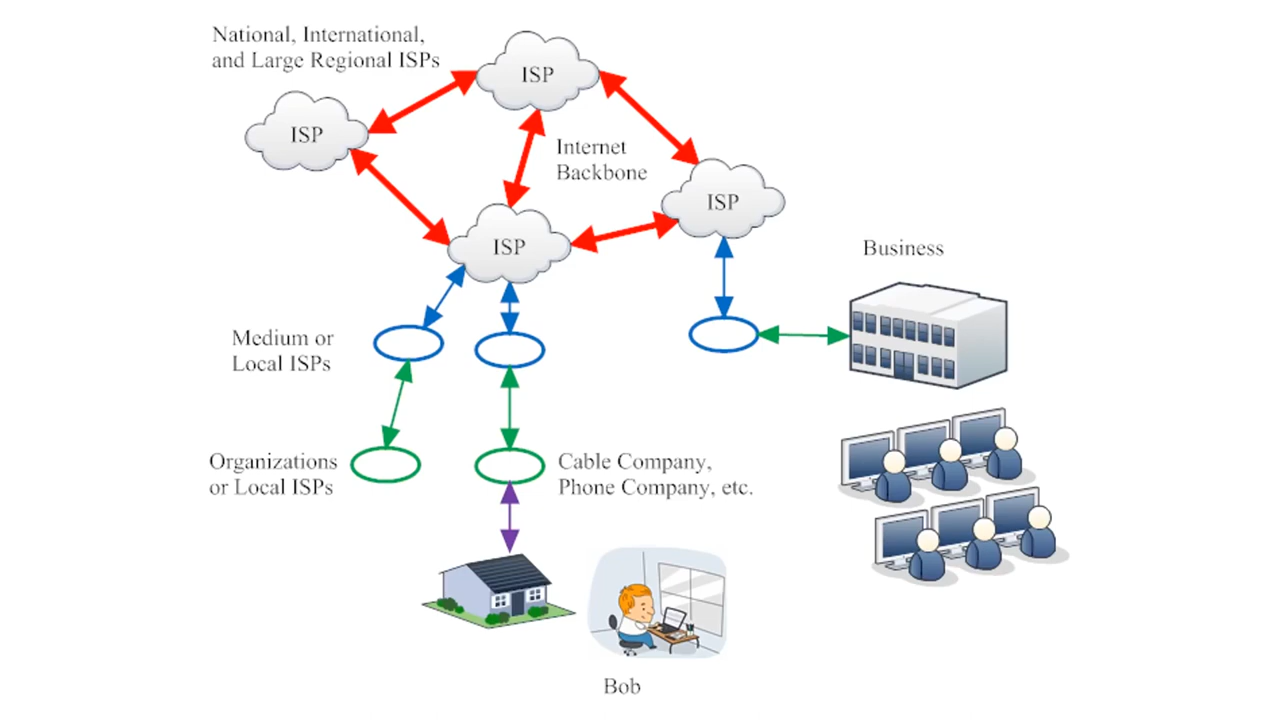 National, International,
and Large Regional ISPs
ISP
ISP
Internet
Backbone
ISP
ISP
Business
Medium or
Local ISPs
Organizations
or Local ISPs
Cable Company,
Phone Company, etc.
Bob